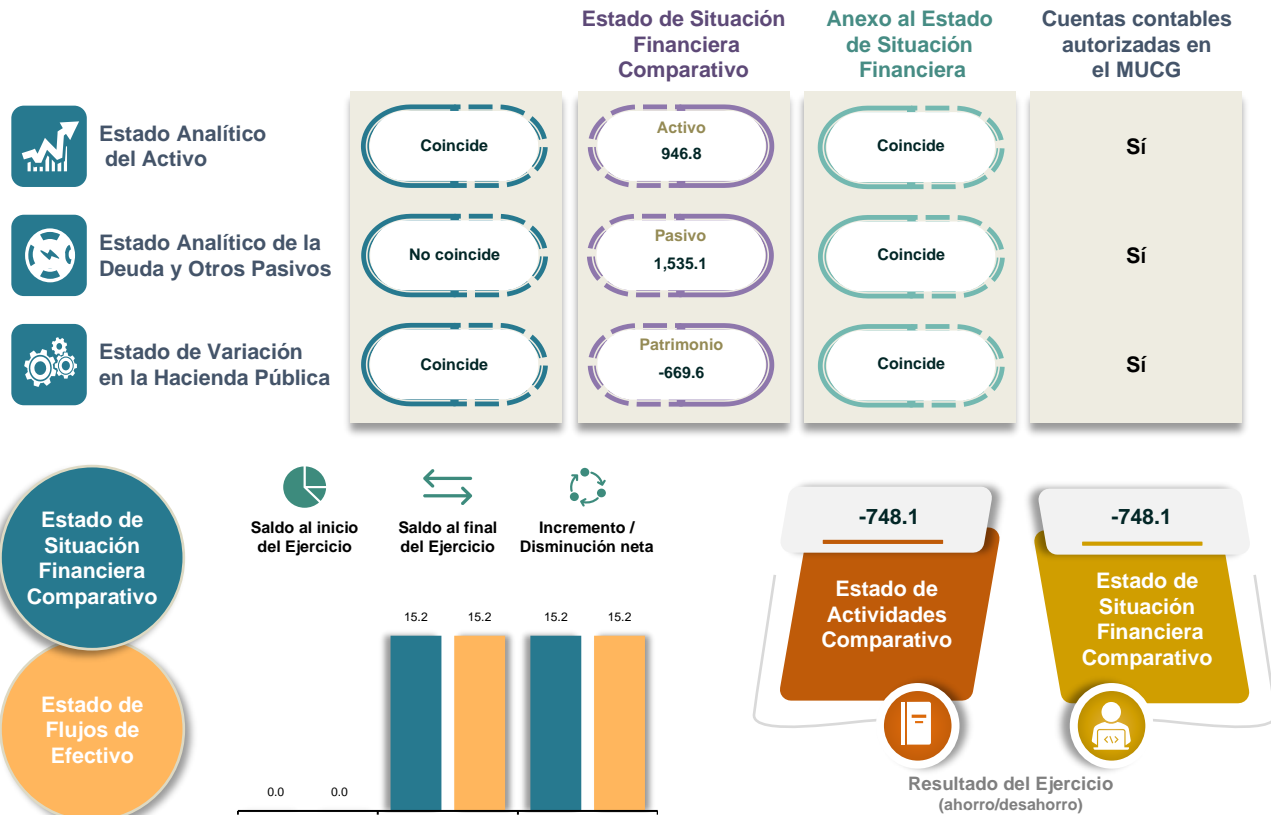 Estado de Situación
Financiera
Comparativo
Anexo al Estado
de Situación
Financiera
Cuentas contables
autorizadas en
el MUCG
Estado Analítico
del Activo
Coincide
Activo
946.8
Coincide
Sí
Estado Analítico de la
Deuda y Otros Pasivos
No coincide
Pasivo
1,535.1
Coincide
Sí
Estado de Variación
en la Hacienda Pública
Coincide
Patrimonio
-669.6
Coincide
Sí
Estado de
Situación
Financiera
Comparativo
Estado de
Flujos de
Efectivo
Saldo al inicio
del Ejercicio
Saldo al final
del Ejercicio
Incremento /
Disminución neta
0.0
0.0
15.2
15.2
15.2
15.2
-748.1
Estado de
Actividades
Comparativo
-748.1
Estado de
Situación
Financiera
Comparativo
Resultado del Ejercicio
(ahorro/desahorro)